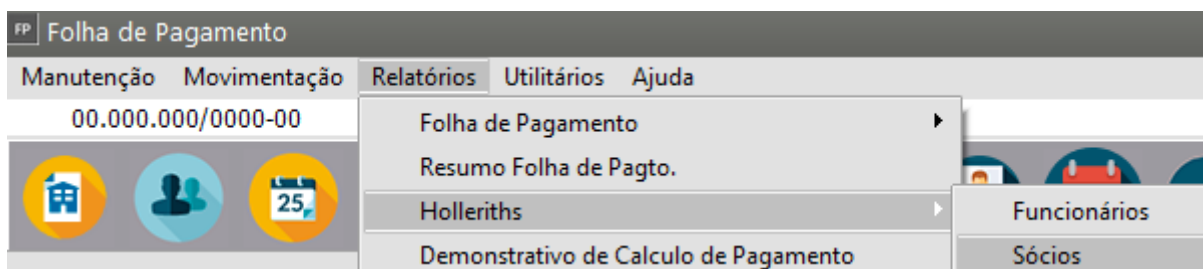 FP Folha de Pagamento
Manutenção Movimentação Relatórios Utilitários Ajuda
00.000.000/0000-00
Folha de Pagamento
Resumo Folha de Pagto.
25
Holleriths
Funcionários
Demonstrativo de Calculo de Pagamento
Sócios